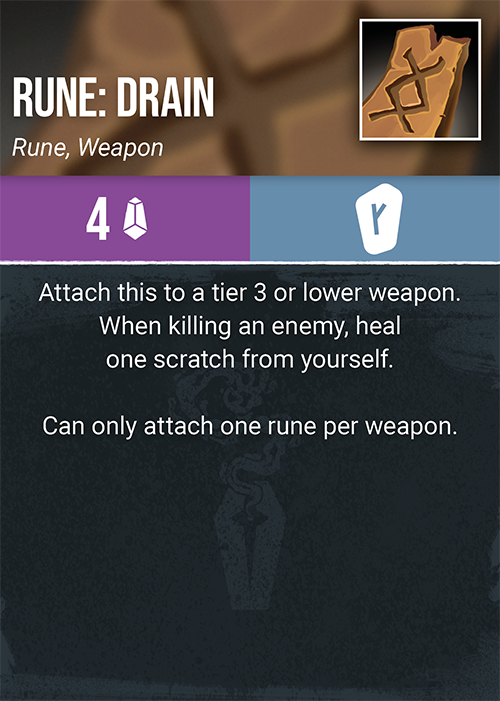 RUNE: DRAIN
Rune, Weapon
4
Attach this to a tier 3 or lower weapon.
When killing an enemy, heal
one scratch from yourself.
Can only attach one rune per weapon.